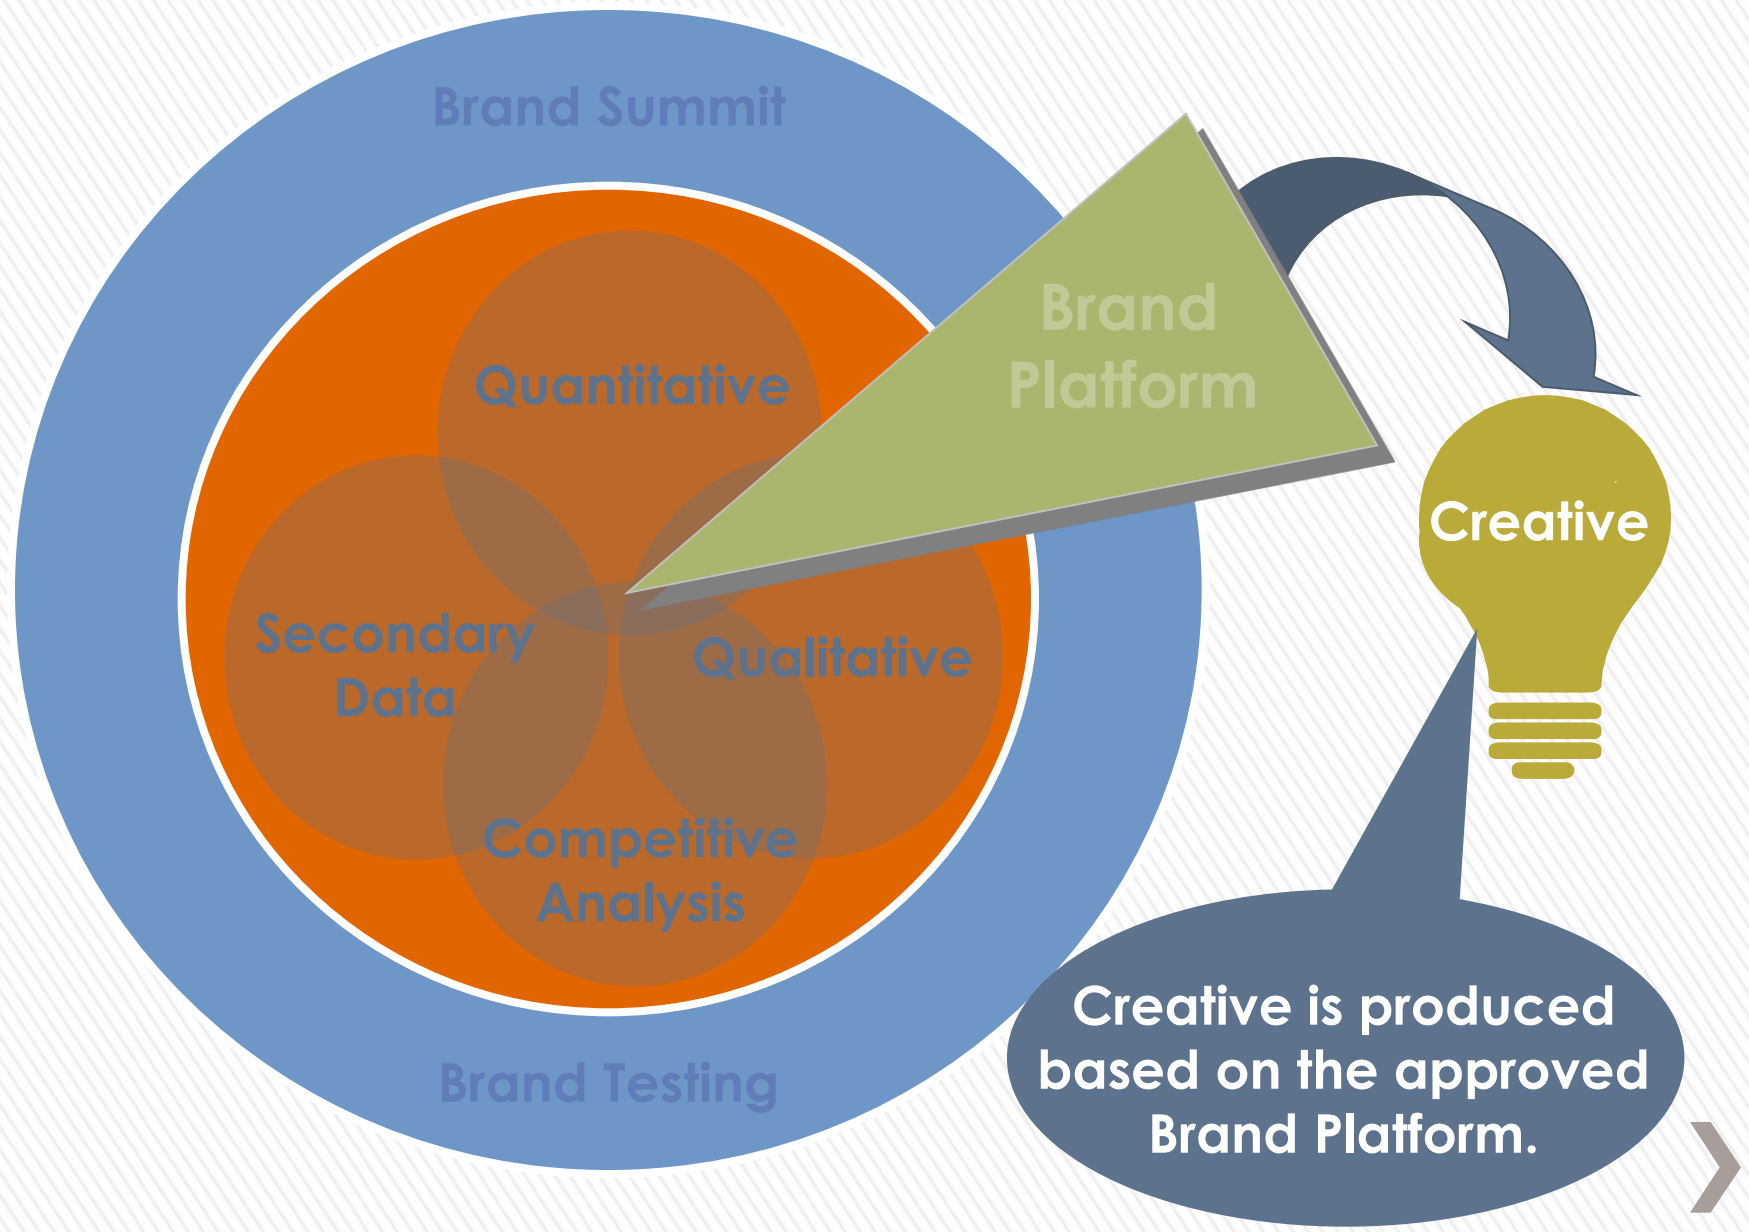 Brand Summit
Quantitative
Brand
Platform
Creative
Secondary
Data
Qualitative
Competitive
Analysis
Brand Testing
Creative is produced
based on the approved
Brand Platform.